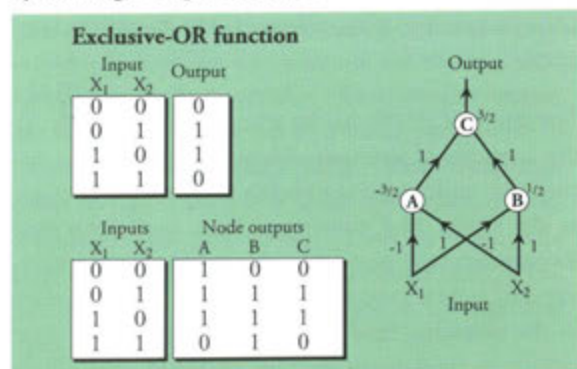 Exclusive-OR function
Input Output
X₁ X₂
0 0 0
0 1 1
1 0 1
1 1 0
Inputs Node outputs
X₁ X₂ A B C
0 0 1 0 0
0 1 1 1 1
1 0 1 1 1
1 1 0 1 0
Output
C 3/2
1 1
-3/2 A B 1/2
-1 1 -1 1
X₁ X₂
Input